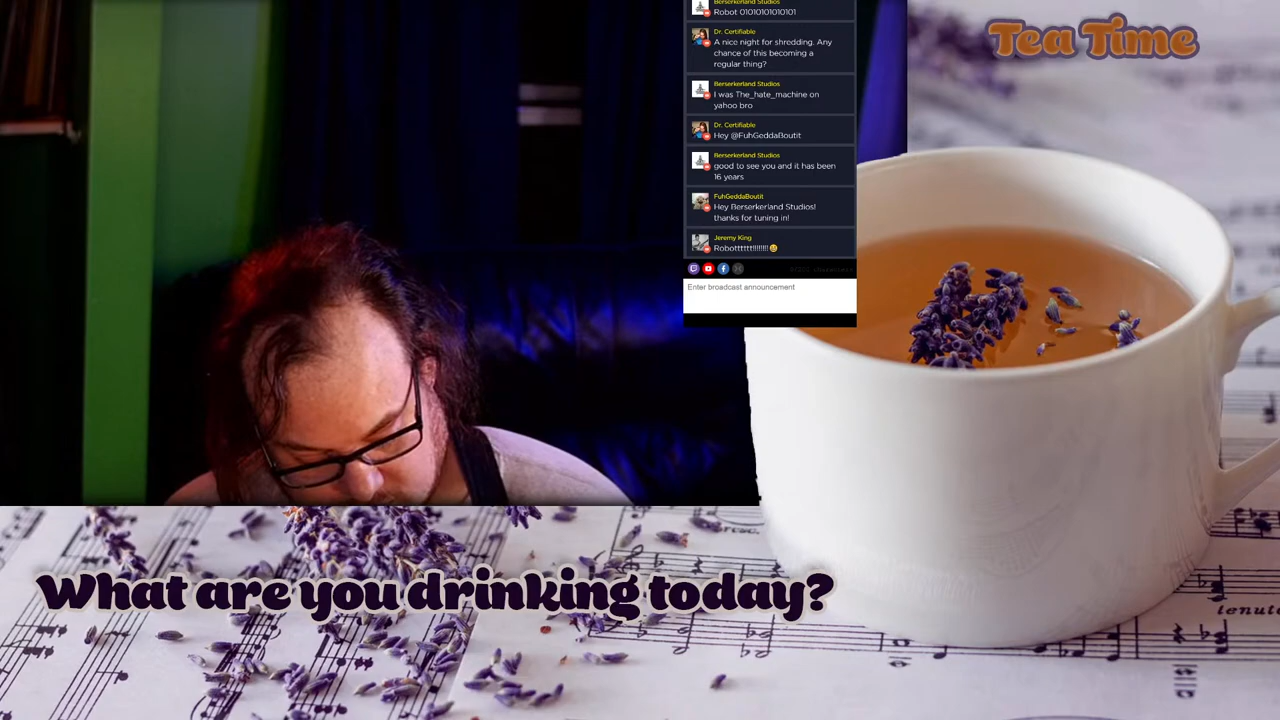 Berserkerland Studios
Robot 01010101010101
Dr. Certifiable
A nice night for shredding. Any
chance of this becoming a
regular thing?
Berserkerland Studios
I was The_hate_machine on
yahoo bro
Dr. Certifiable
Hey @FuhGeddaBoutit
Berserkerland Studios
good to see you and it has been
16 years
FuhGeddaBoutit
Hey Berserkerland Studios!
thanks for tuning in!
Jeremy King
Robotttttt!!!!!!!!😀
Enter broadcast announcement
Tea Time
What are you drinking today?
tenuto